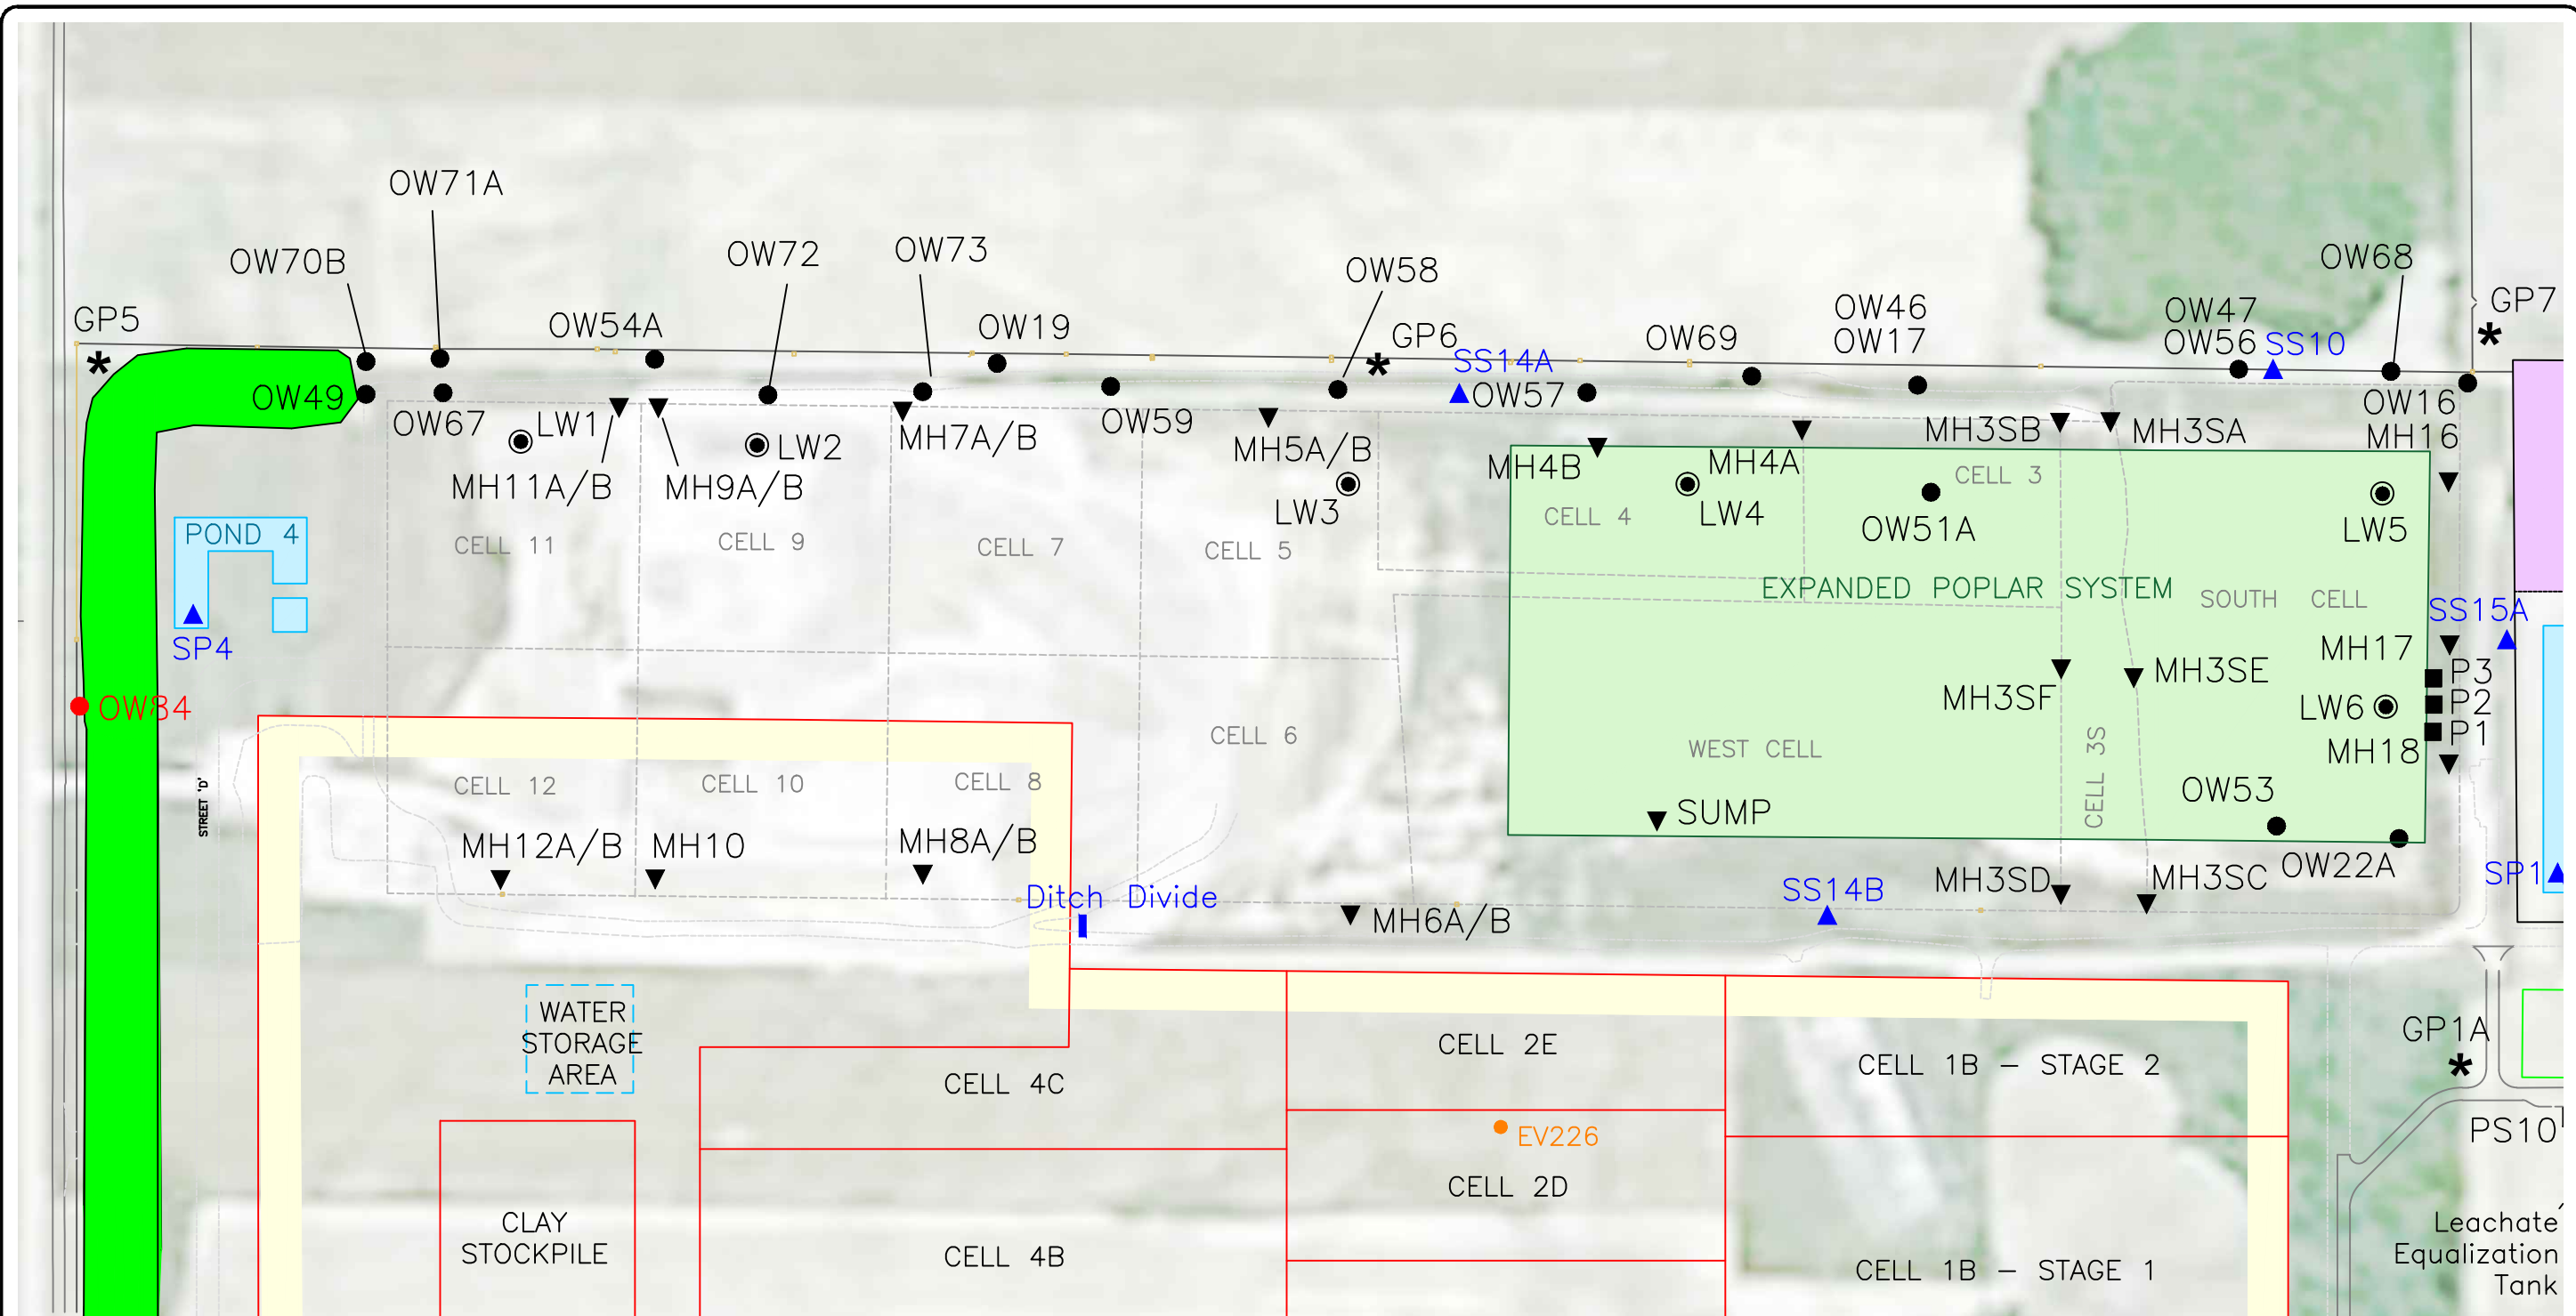 OW71A
OW70B
OW72
OW73
OW58
OW68
GP5
OW54A
OW19
GP6
OW69
OW46
OW17
OW47
OW56
SS10
GP7
SS14A
OW49
OW57
OW67
LW1
LW2
MH7A/B
OW59
MH5A/B
MH4B
MH4A
MH3SB
MH3SA
OW16
MH16
MH11A/B
MH9A/B
LW3
LW4
CELL 3
OW51A
LW5
CELL 4
POND 4
CELL 11
CELL 9
CELL 7
CELL 5
EXPANDED POPLAR SYSTEM
SOUTH CELL
SS15A
SP4
MH17
MH3SE
P3
MH3SF
LW6
P2
OW84
P1
CELL 6
WEST CELL
CELL 3S
MH18
STREET 'D'
CELL 12
CELL 10
CELL 8
OW53
SUMP
MH12A/B
MH10
MH8A/B
OW22A
SP1
Ditch Divide
SS14B
MH3SD
MH3SC
MH6A/B
WATER
STORAGE
AREA
CELL 2E
CELL 4C
CELL 1B - STAGE 2
GP1A
EV226
PS10
CELL 2D
CLAY
STOCKPILE
CELL 4B
CELL 1B - STAGE 1
Leachate
Equalization
Tank